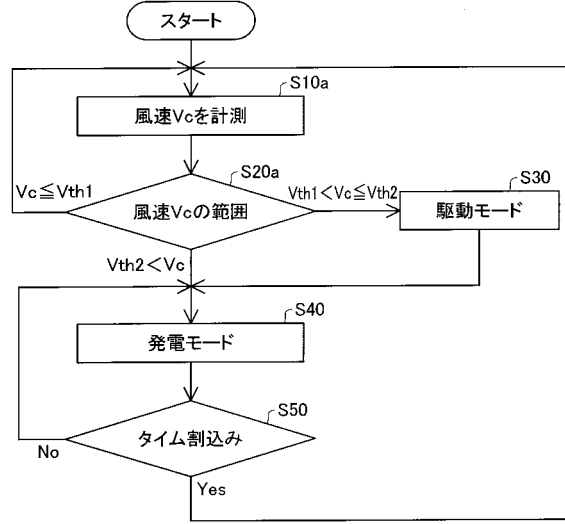 スタート
S10a
風速Vcを計測
S20a
Vc≦Vth1
風速Vcの範囲
Vth1<Vc≦Vth2
S30
駆動モード
Vth2<Vc
S40
発電モード
S50
タイム割込み
No
Yes